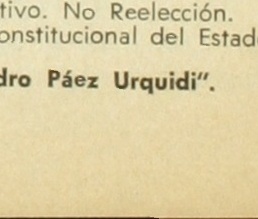 tivo. No Reelección.
onstitucional del Estad
dro Páez Urquidi".